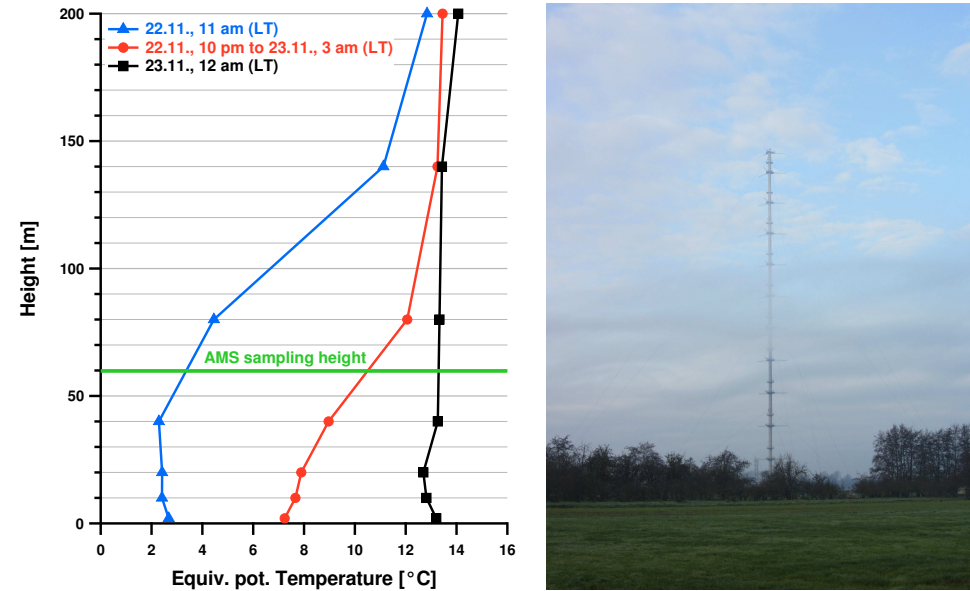 200
150
100
50
0
Height [m]
22.11., 11 am (LT)
22.11., 10 pm to 23.11., 3 am (LT)
23.11., 12 am (LT)
AMS sampling height
0 2 4 6 8 10 12 14 16
Equiv. pot. Temperature [°C]